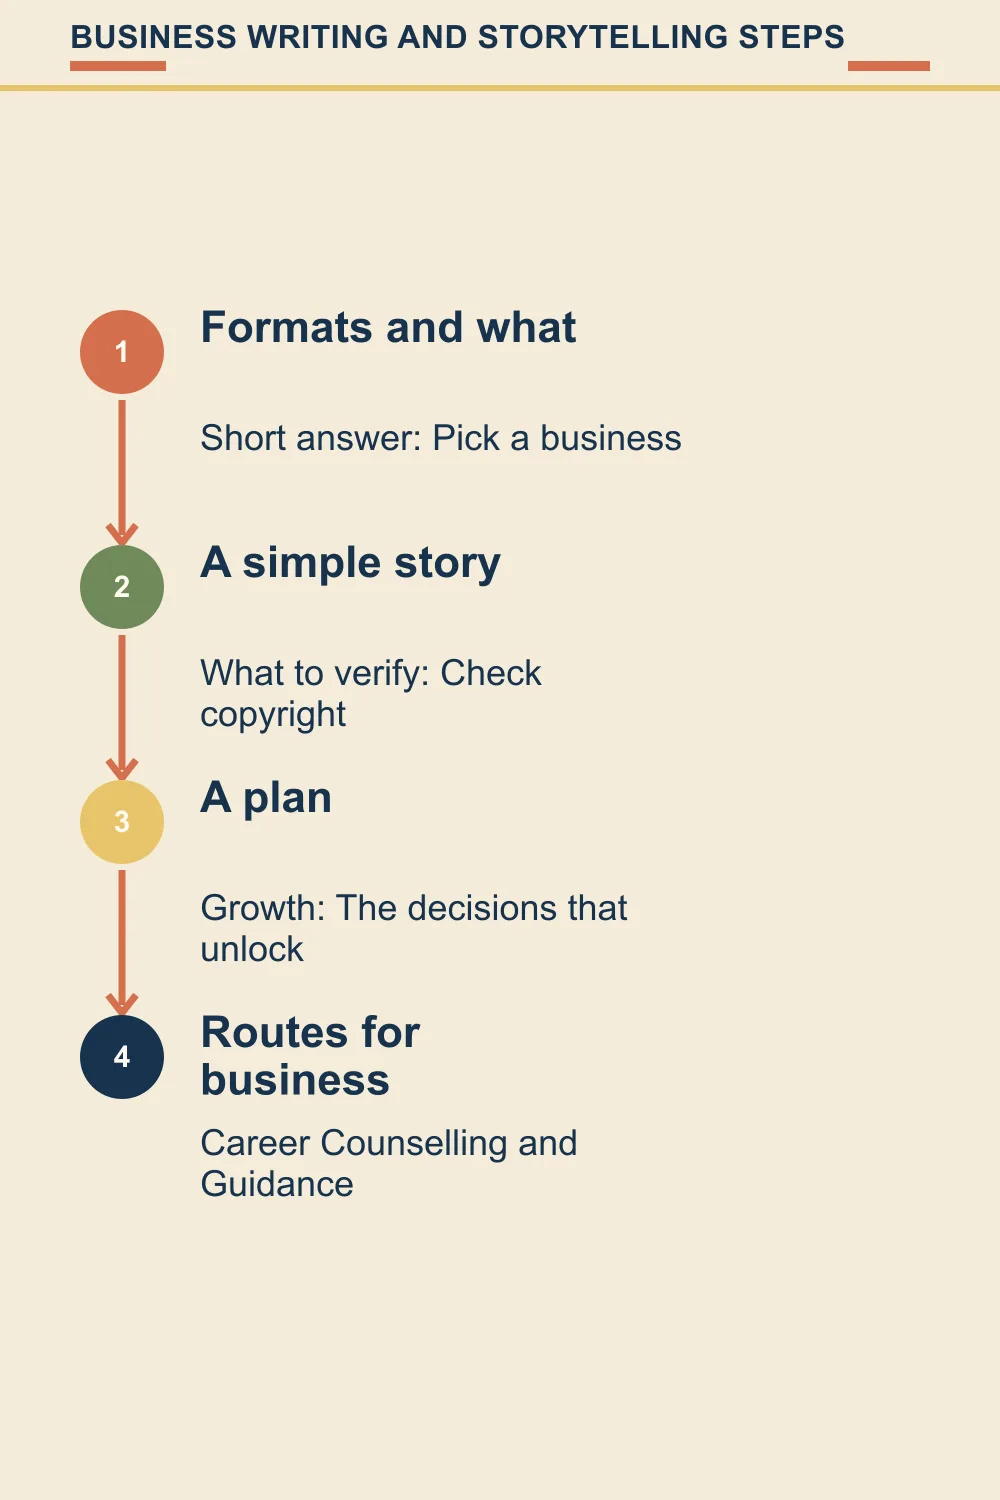 BUSINESS WRITING AND STORYTELLING STEPS
1
Formats and what
Short answer: Pick a business
2
A simple story
What to verify: Check
copyright
3
A plan
Growth: The decisions that
unlock
4
Routes for
business
Career Counselling and
Guidance